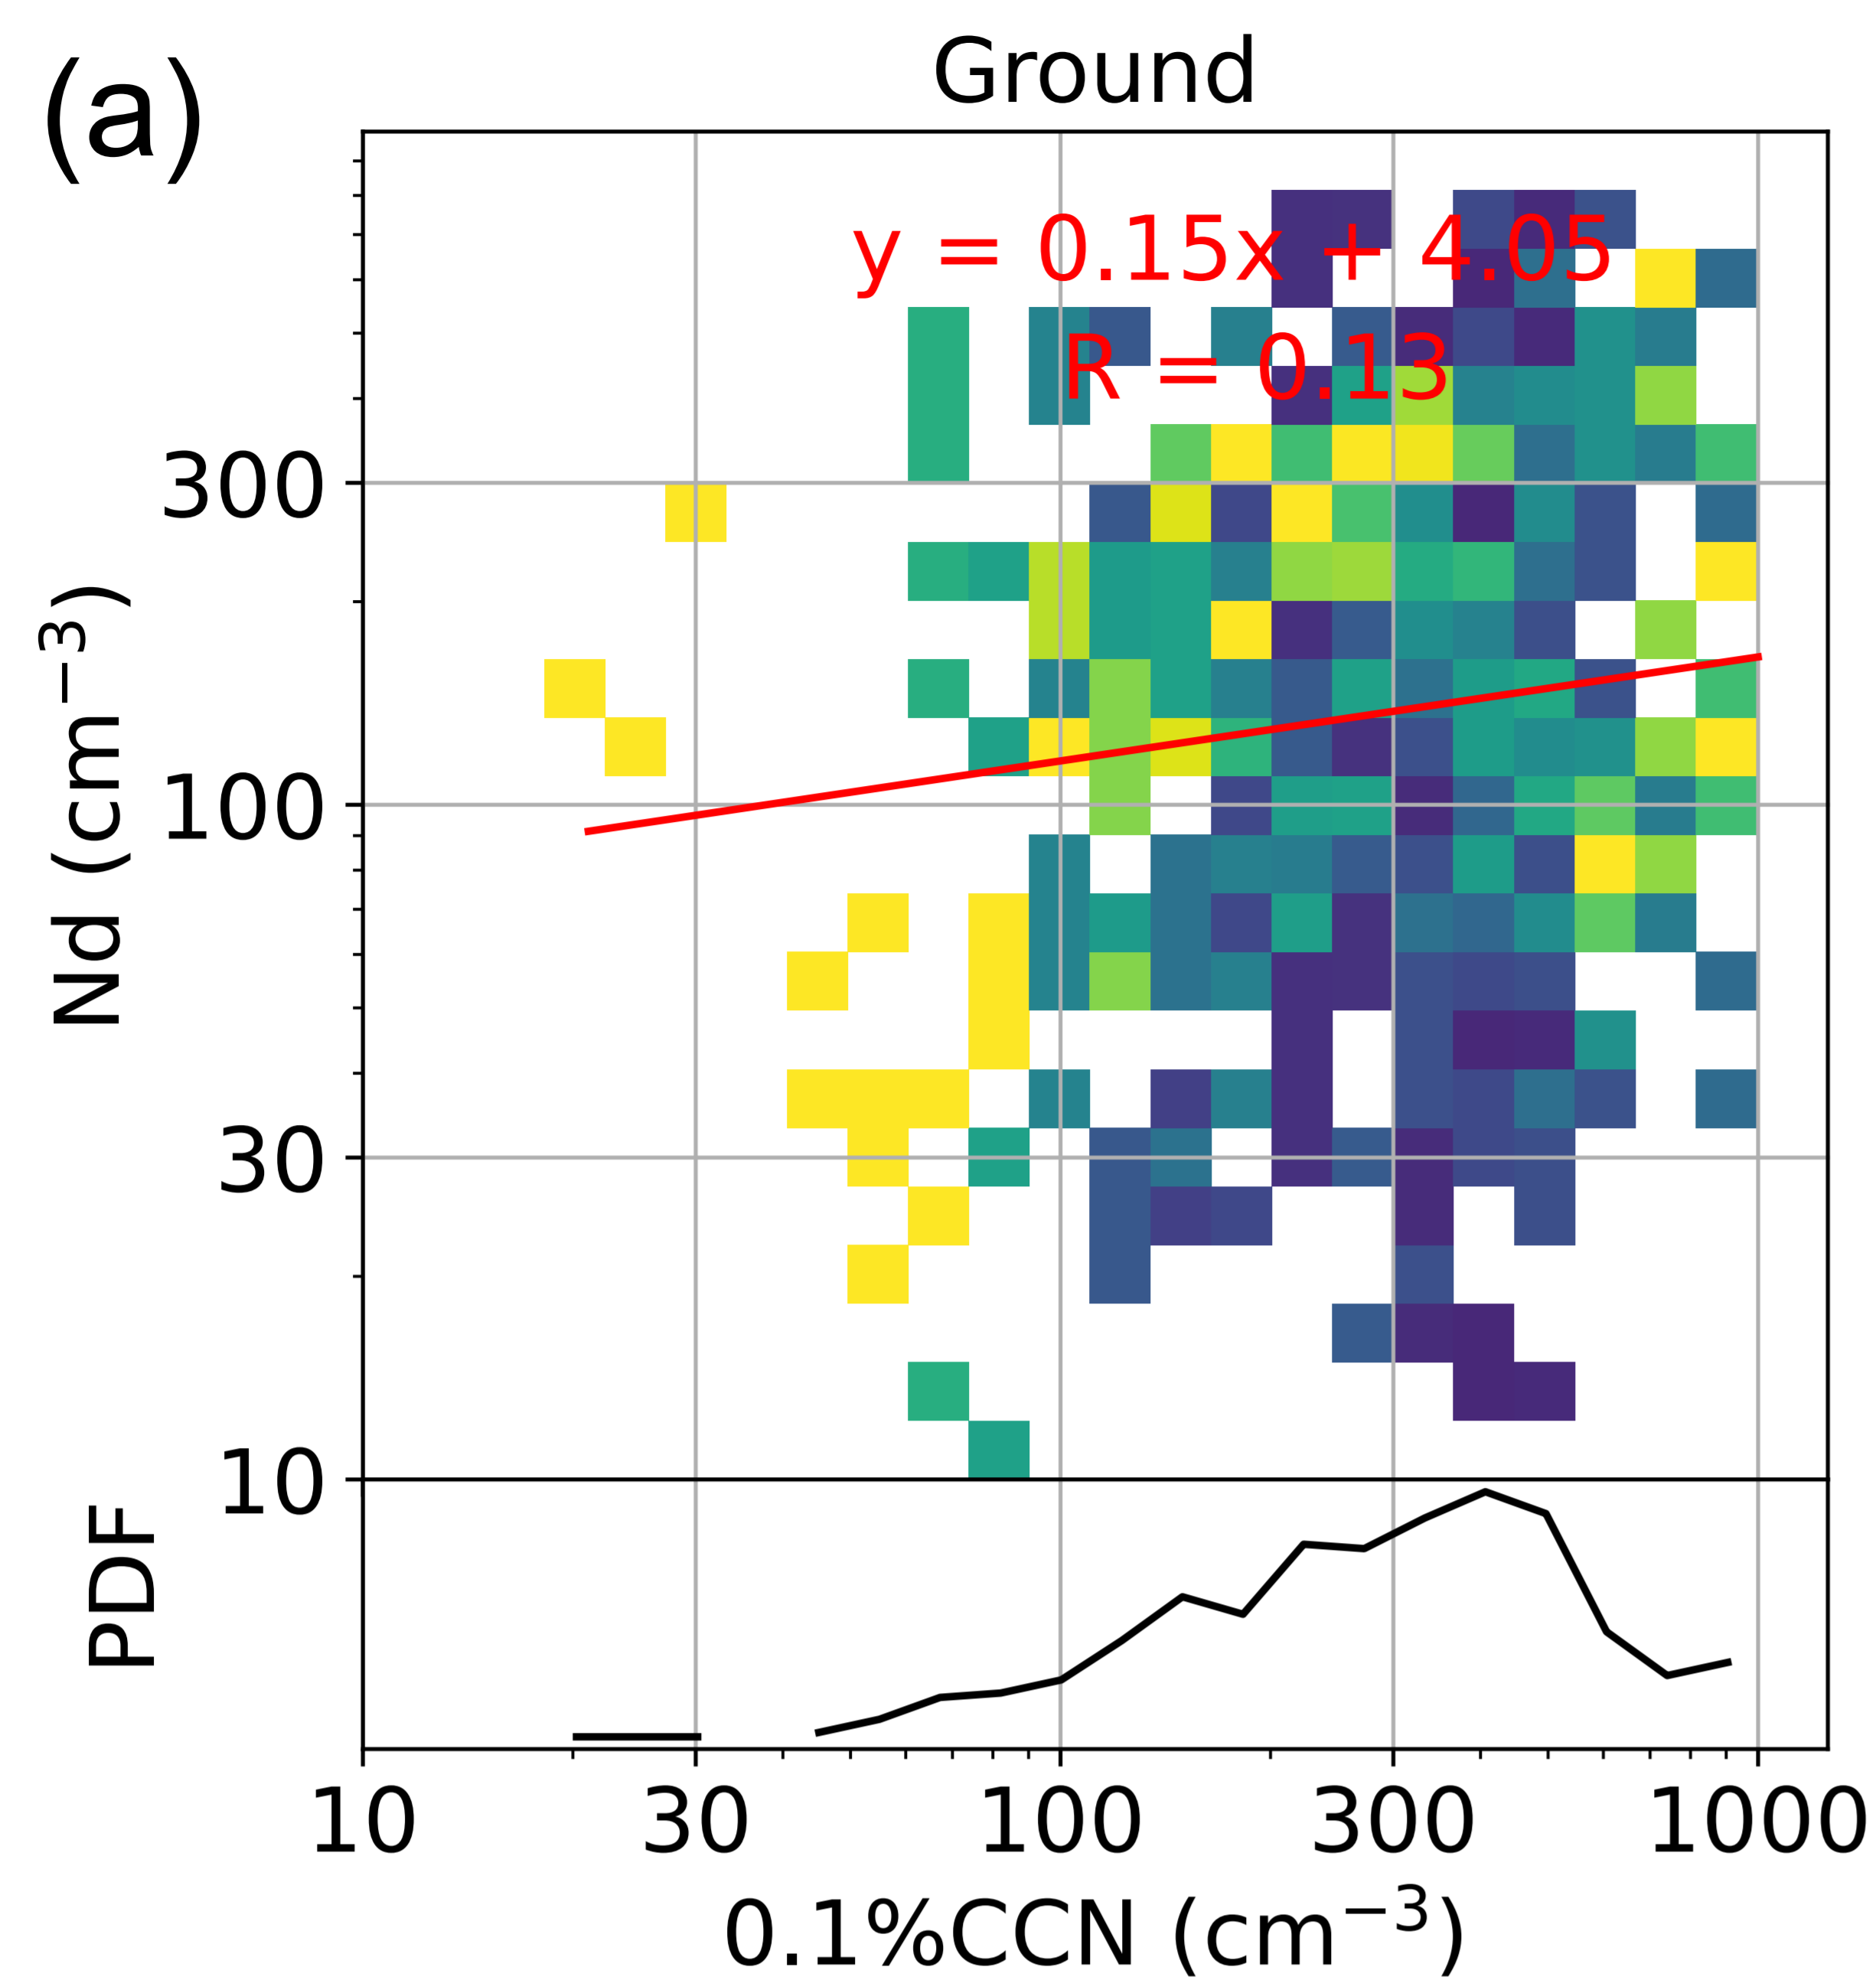 (a)
Ground
y = 0.15x + 4.05
R = 0.13
300
100
30
10
Nd (cm⁻³)
PDF
10 30 100 300 1000
0.1%CCN (cm⁻³)